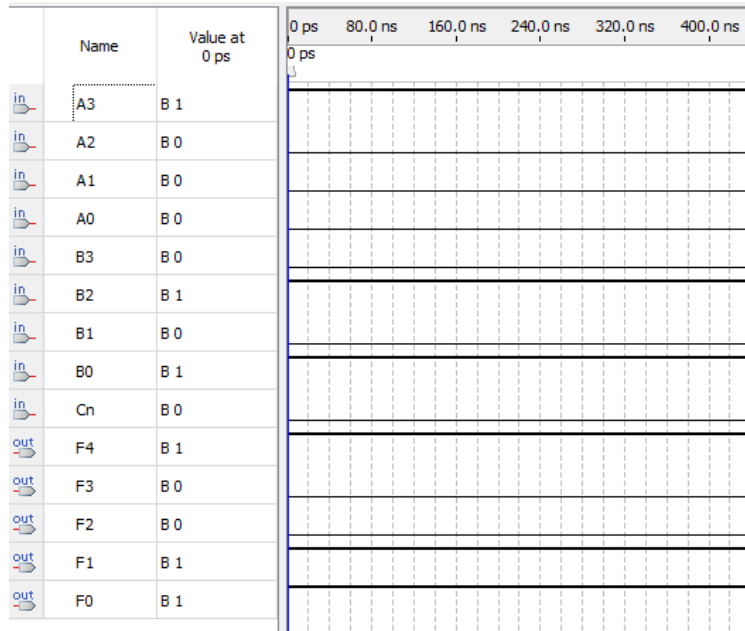 Name Value at 0 ps 0 ps 80.0 ns 160.0 ns 240.0 ns 320.0 ns 400.0 ns
0 ps
in A3 B 1
in A2 B 0
in A1 B 0
in A0 B 0
in B3 B 0
in B2 B 1
in B1 B 0
in B0 B 1
in Cn B 0
out F4 B 1
out F3 B 0
out F2 B 0
out F1 B 1
out F0 B 1